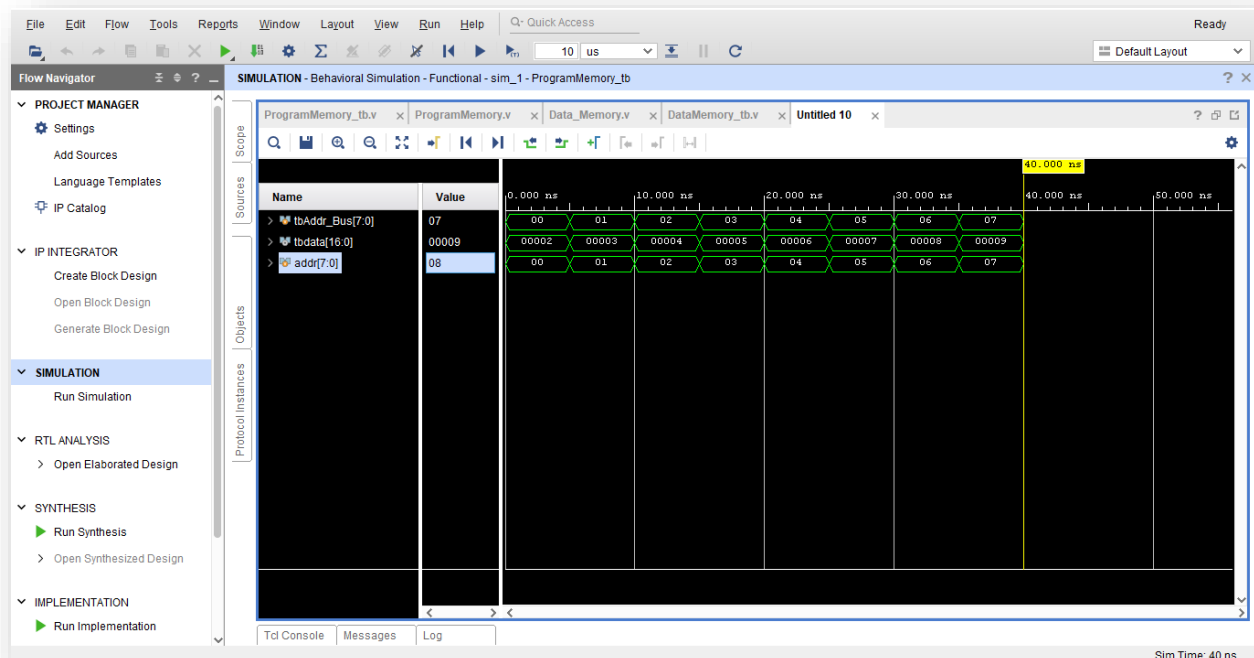 File Edit Flow Tools Reports Window Layout View Run Help Q- Quick Access Ready
10 us Default Layout
Flow Navigator ? SIMULATION - Behavioral Simulation - Functional - sim_1 - ProgramMemory_tb ? ×
PROJECT MANAGER
Settings
Add Sources
Language Templates
IP Catalog
IP INTEGRATOR
Create Block Design
Open Block Design
Generate Block Design
SIMULATION
Run Simulation
RTL ANALYSIS
Open Elaborated Design
SYNTHESIS
Run Synthesis
Open Synthesized Design
IMPLEMENTATION
Run Implementation
Scope
Sources
Objects
Protocol Instances
ProgramMemory_tb.v × ProgramMemory.v × Data_Memory.v × DataMemory_tb.v × Untitled 10 × ?
40.000 ns
Name Value 0.000 ns 10.000 ns 20.000 ns 30.000 ns 40.000 ns 50.000 ns
tbAddr_Bus[7:0] 07 00 01 02 03 04 05 06 07
tbdata[16:0] 00009 00002 00003 00004 00005 00006 00007 00008 00009
addr[7:0] 08 00 01 02 03 04 05 06 07
Tcl Console Messages Log
Sim Time: 40 ns